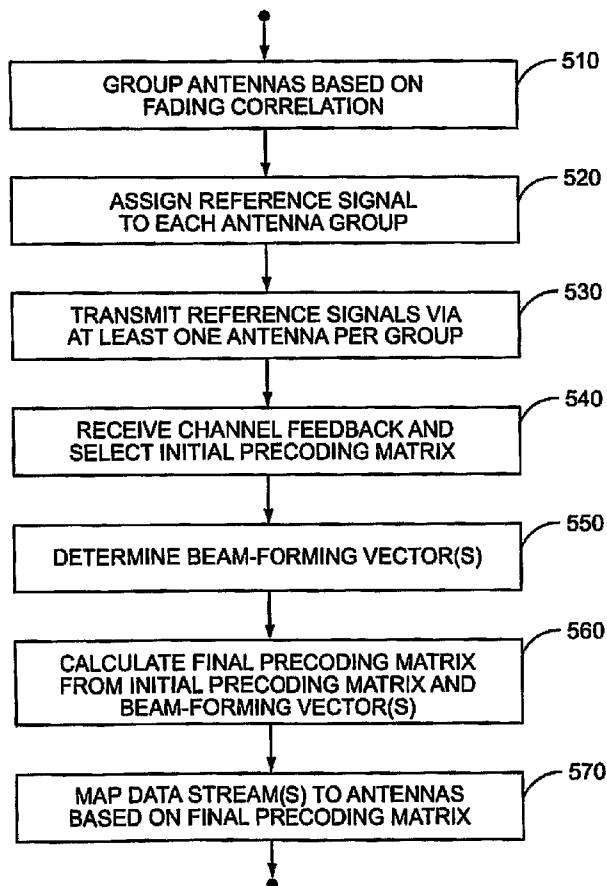 510
GROUP ANTENNAS BASED ON
FADING CORRELATION
520
ASSIGN REFERENCE SIGNAL
TO EACH ANTENNA GROUP
530
TRANSMIT REFERENCE SIGNALS VIA
AT LEAST ONE ANTENNA PER GROUP
540
RECEIVE CHANNEL FEEDBACK AND
SELECT INITIAL PRECODING MATRIX
550
DETERMINE BEAM-FORMING VECTOR(S)
560
CALCULATE FINAL PRECODING MATRIX
FROM INITIAL PRECODING MATRIX AND
BEAM-FORMING VECTOR(S)
570
MAP DATA STREAM(S) TO ANTENNAS
BASED ON FINAL PRECODING MATRIX